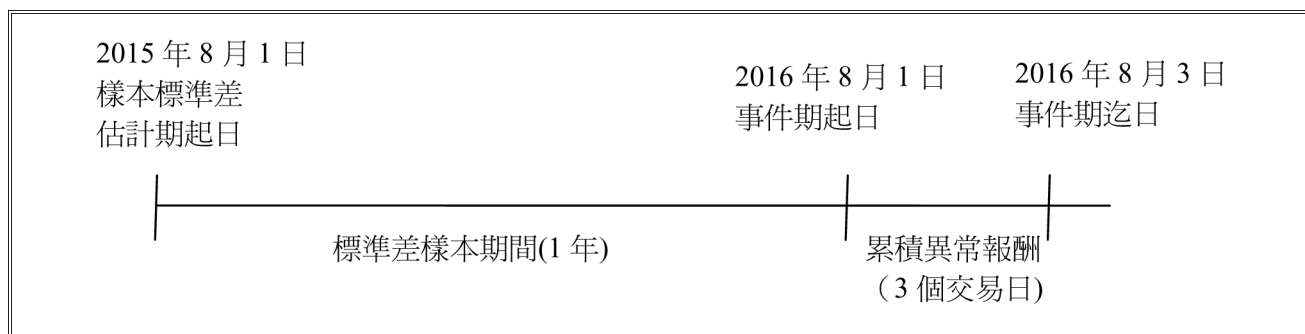 2015 年 8 月 1 日
樣本標準差
估計期起日
2016 年 8 月 1 日
事件期起日
2016 年 8 月 3 日
事件期迄日
標準差樣本期間(1 年)
累積異常報酬
（3 個交易日)